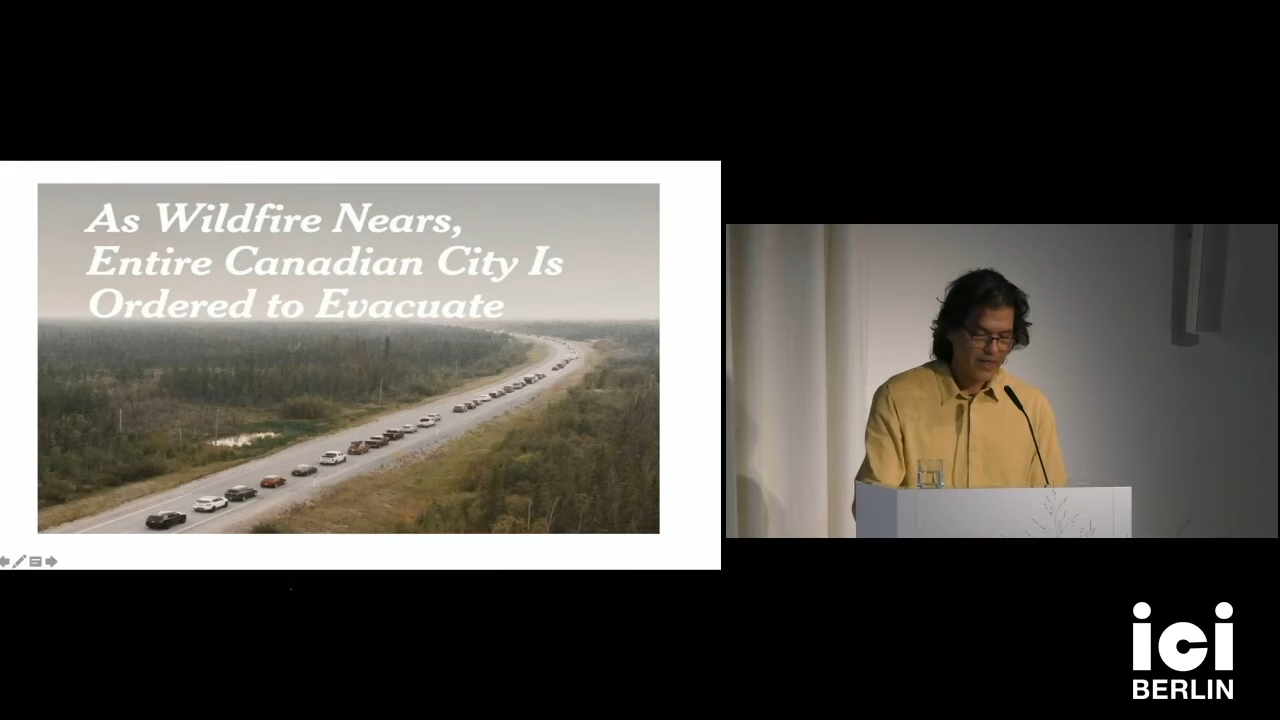 As Wildfire Nears,
Entire Canadian City Is
Ordered to Evacuate
ici
BERLIN